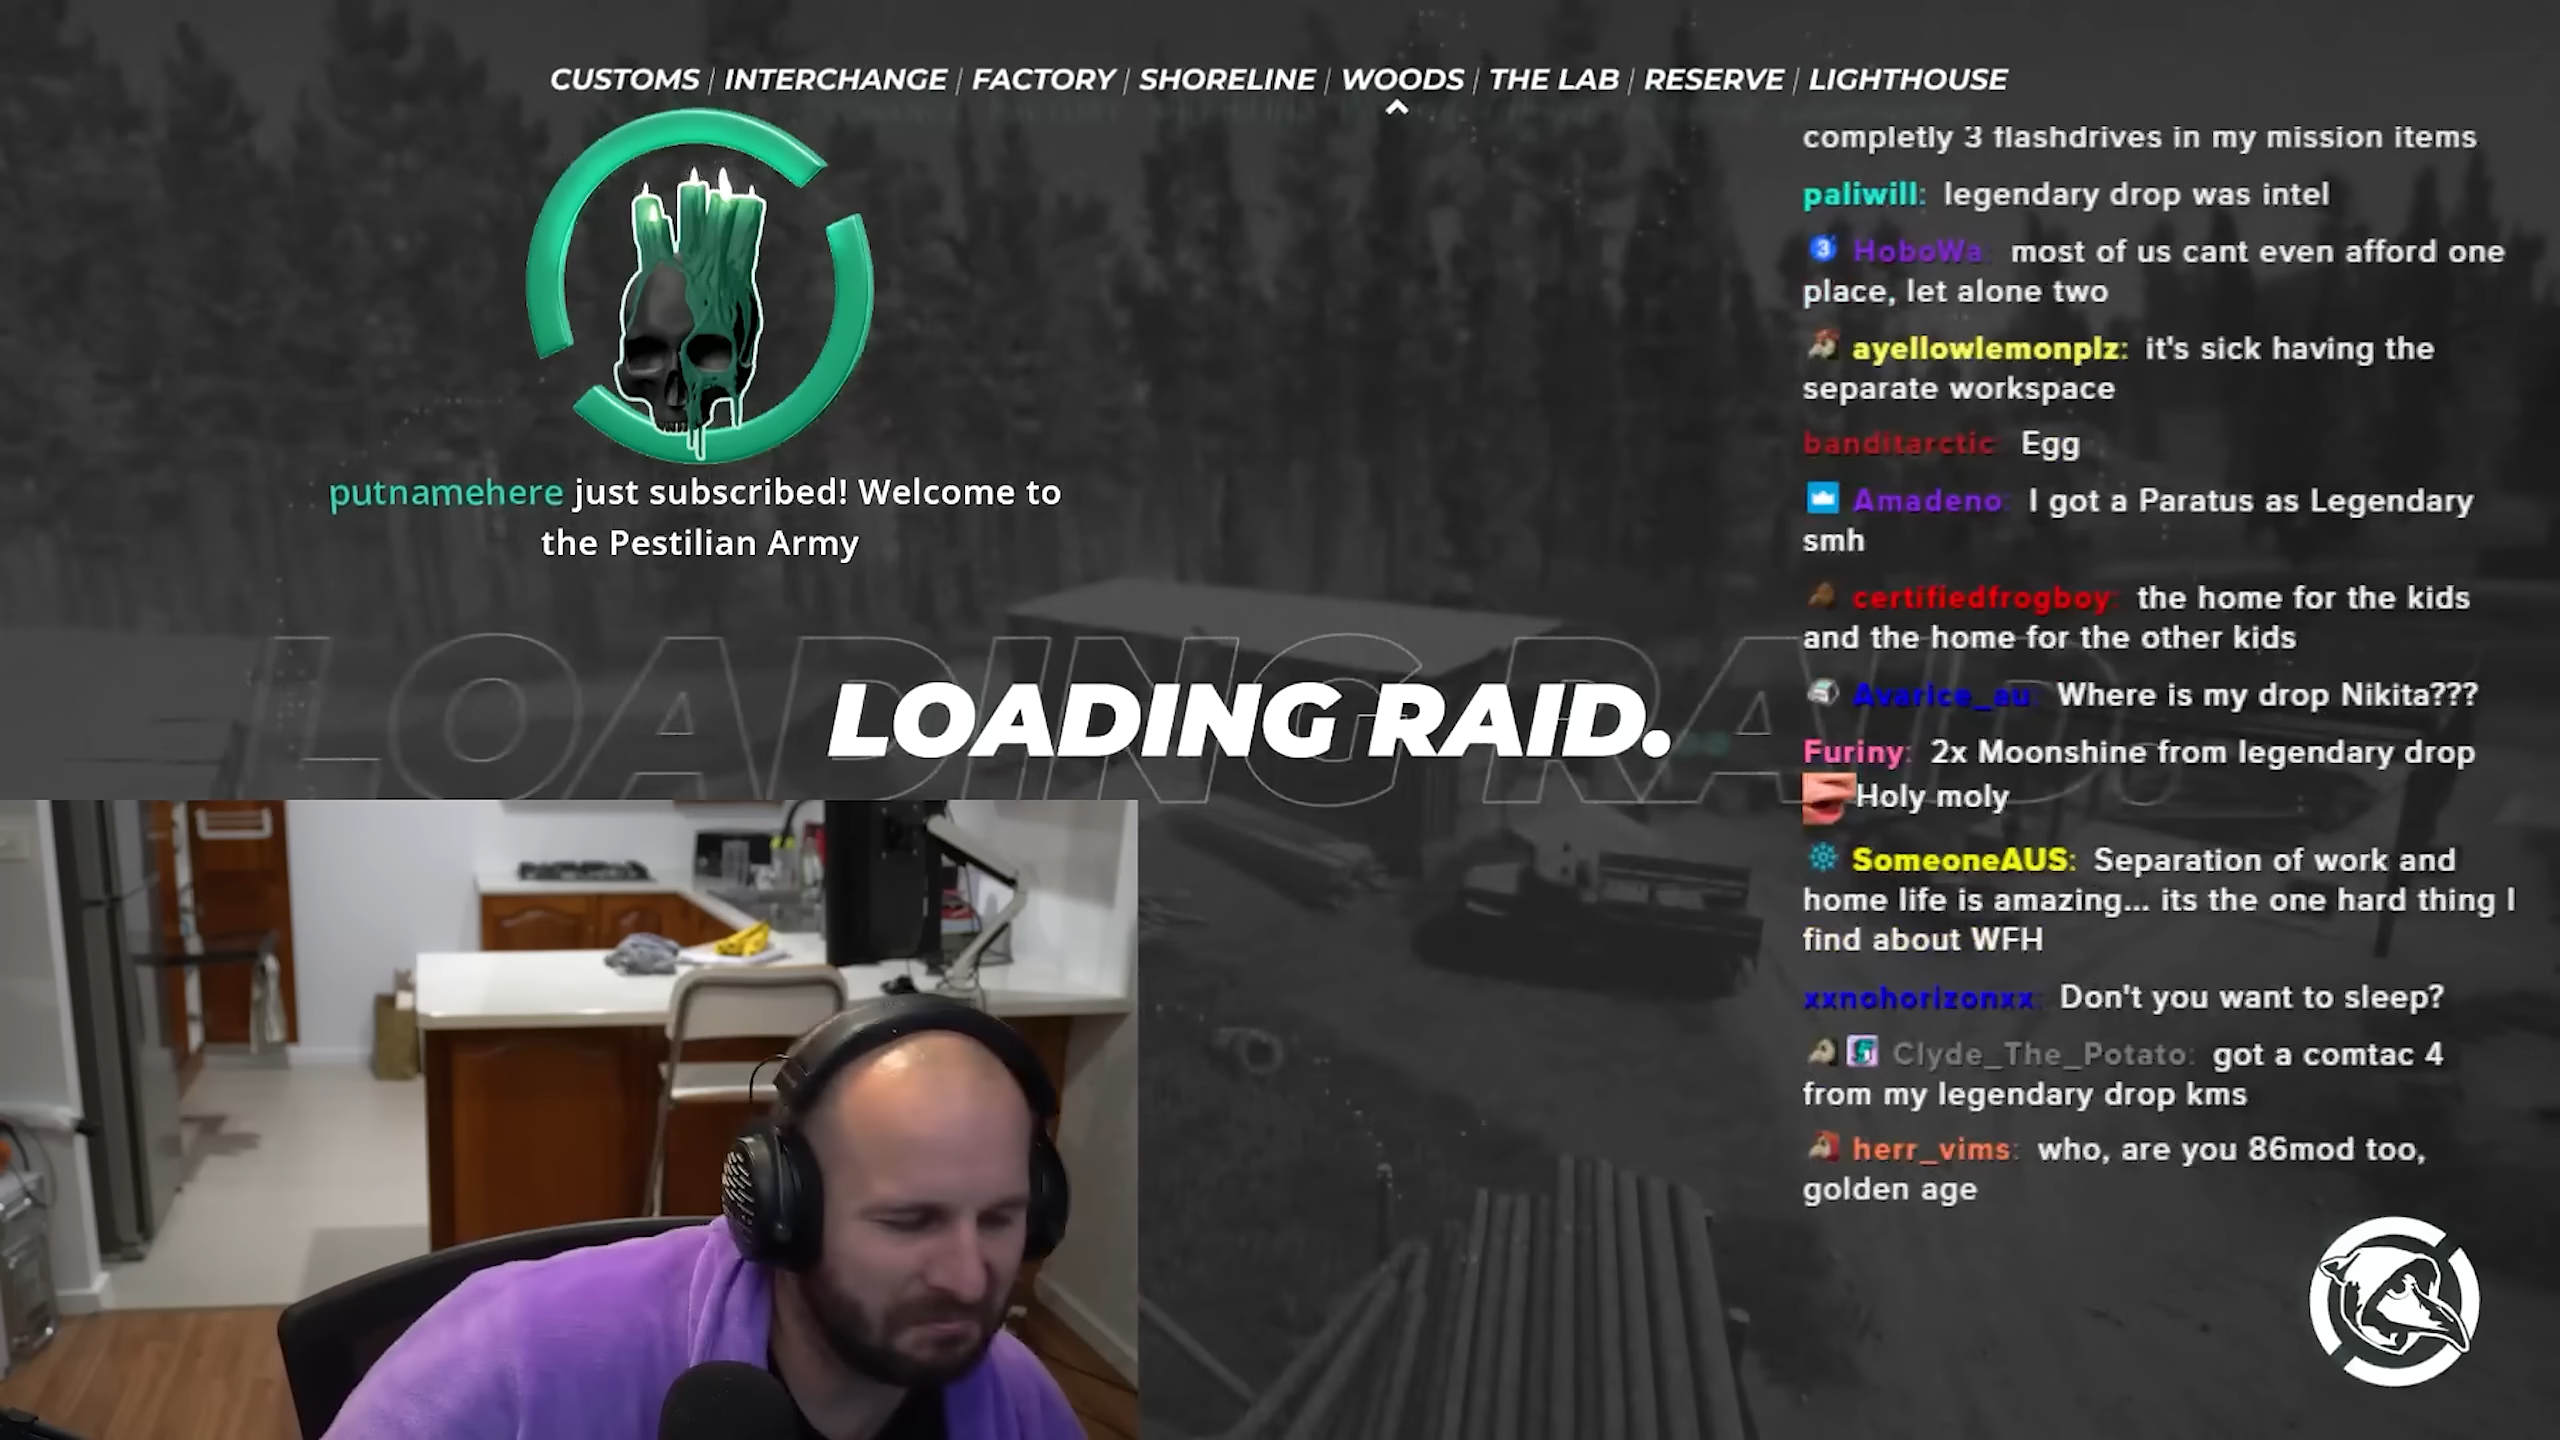 CUSTOMS | INTERCHANGE | FACTORY | SHORELINE | WOODS | THE LAB | RESERVE | LIGHTHOUSE
putnamehere just subscribed! Welcome to
the Pestilian Army
LOADING RAID.
LOADING RAID.
completly 3 flashdrives in my mission items
paliwill: legendary drop was intel
3 HoboWa: most of us cant even afford one
place, let alone two
ayellowlemonplz: it's sick having the
separate workspace
banditarctic: Egg
Amadeno: I got a Paratus as Legendary
smh
certifiedfrogboy: the home for the kids
and the home for the other kids
Avarice_au: Where is my drop Nikita???
Furiny: 2x Moonshine from legendary drop
Holy moly
SomeoneAUS: Separation of work and
home life is amazing... its the one hard thing I
find about WFH
xxnohorizonxx: Don't you want to sleep?
Clyde_The_Potato: got a comtac 4
from my legendary drop kms
herr_vims: who, are you 86mod too,
golden age